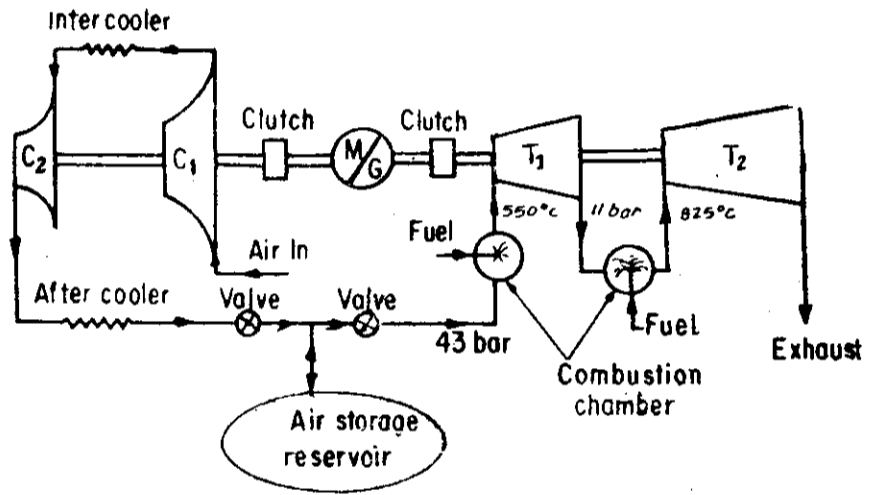 Inter cooler
Clutch
Clutch
C₂
C₁
M/G
T₁
T₂
550°c
11 bar
825°c
Fuel
Air In
After cooler
Valve
Valve
43 bar
Fuel
Exhaust
Combustion
chamber
Air storage
reservoir